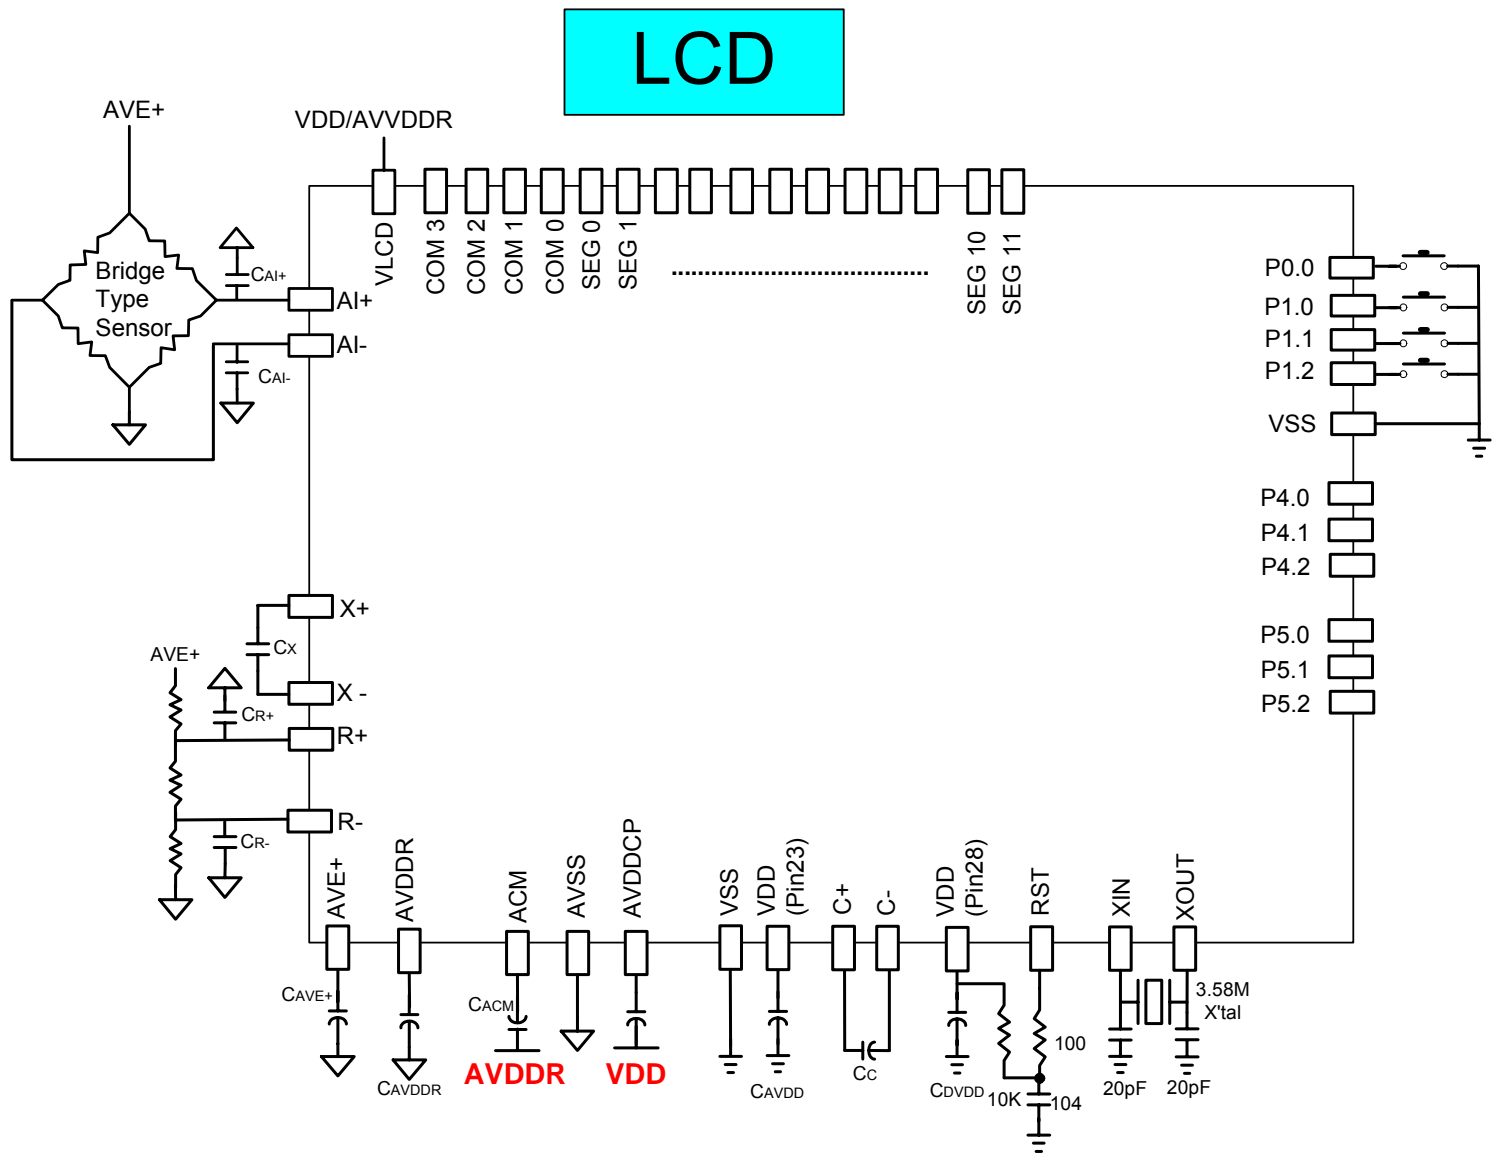 LCD
AVE+
VDD/AVVDDR
VLCD
COM 3
COM 2
COM 1
COM 0
SEG 0
SEG 1
SEG 10
SEG 11
Bridge
Type
Sensor
CAI+
AI+
AI-
CAI-
P0.0
P1.0
P1.1
P1.2
VSS
P4.0
P4.1
P4.2
P5.0
P5.1
P5.2
X+
CX
X -
AVE+
CR+
R+
R-
CR-
AVE+
AVDDR
ACM
AVSS
AVDDCP
VSS
VDD
(Pin23)
C+
C-
VDD
(Pin28)
RST
XIN
XOUT
CAVE+
CAVDDR
CACM
AVDDR
VDD
CAVDD
CC
CDVDD
10K
100
104
3.58M
X'tal
20pF
20pF